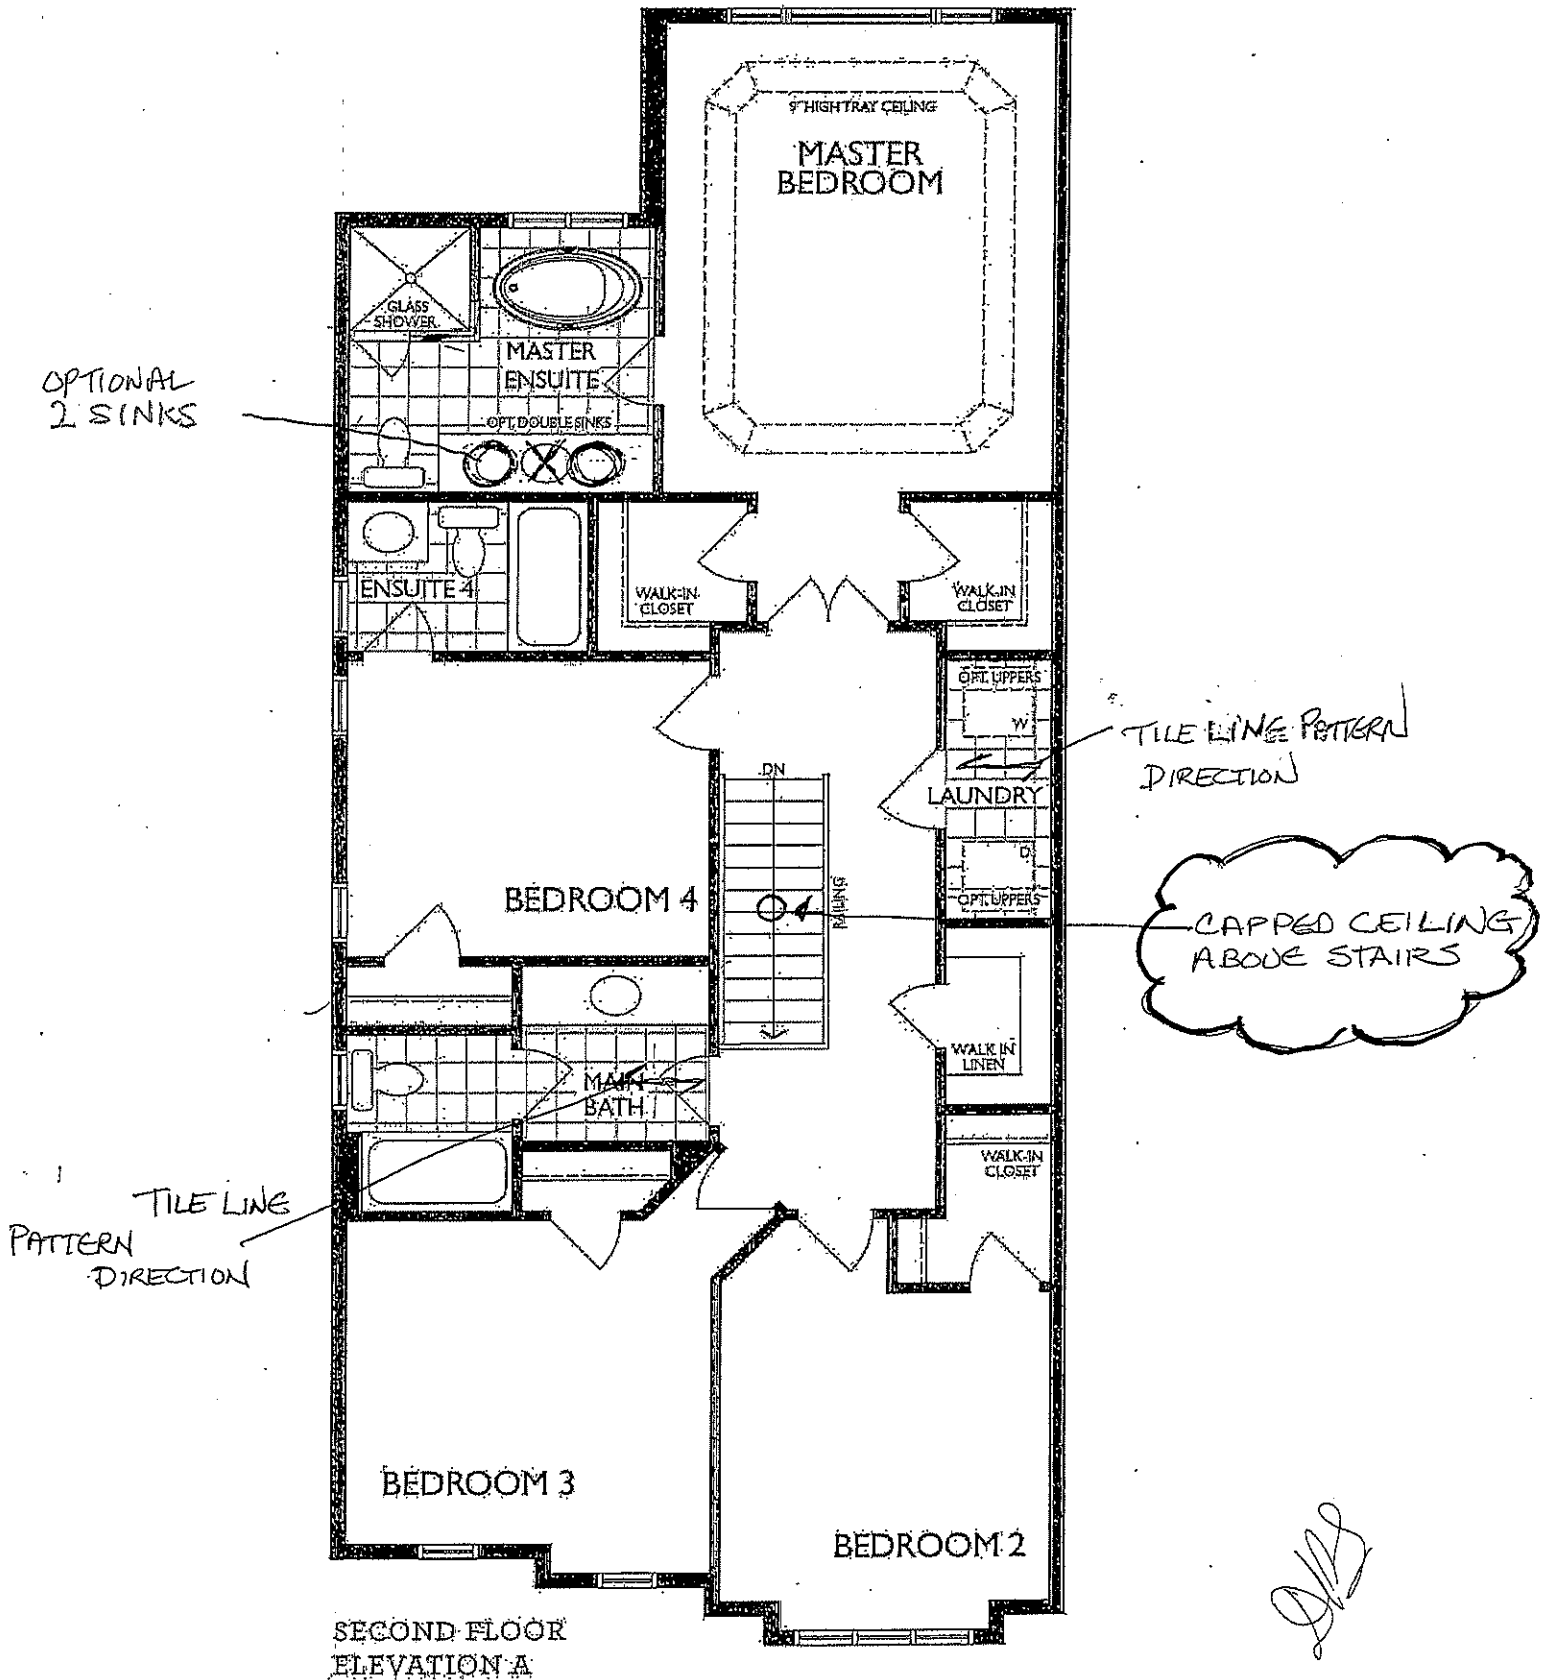 9' HIGH TRAY CEILING
MASTER
BEDROOM
GLASS
SHOWER
MASTER
ENSUITE
OPTIONAL
2 SINKS
OPT. DOUBLE SINKS
ENSUITE 4
WALK-IN
CLOSET
WALK-IN
CLOSET
OPT. UPPERS
W
TILE LINE PATTERN
DIRECTION
DN
LAUNDRY
D
OPT. UPPERS
BEDROOM 4
RAILING
CAPPED CEILING
ABOVE STAIRS
WALK IN
LINEN
MAIN
BATH
WALK-IN
CLOSET
TILE LINE
PATTERN
DIRECTION
BEDROOM 3
BEDROOM 2
SECOND FLOOR
ELEVATION A